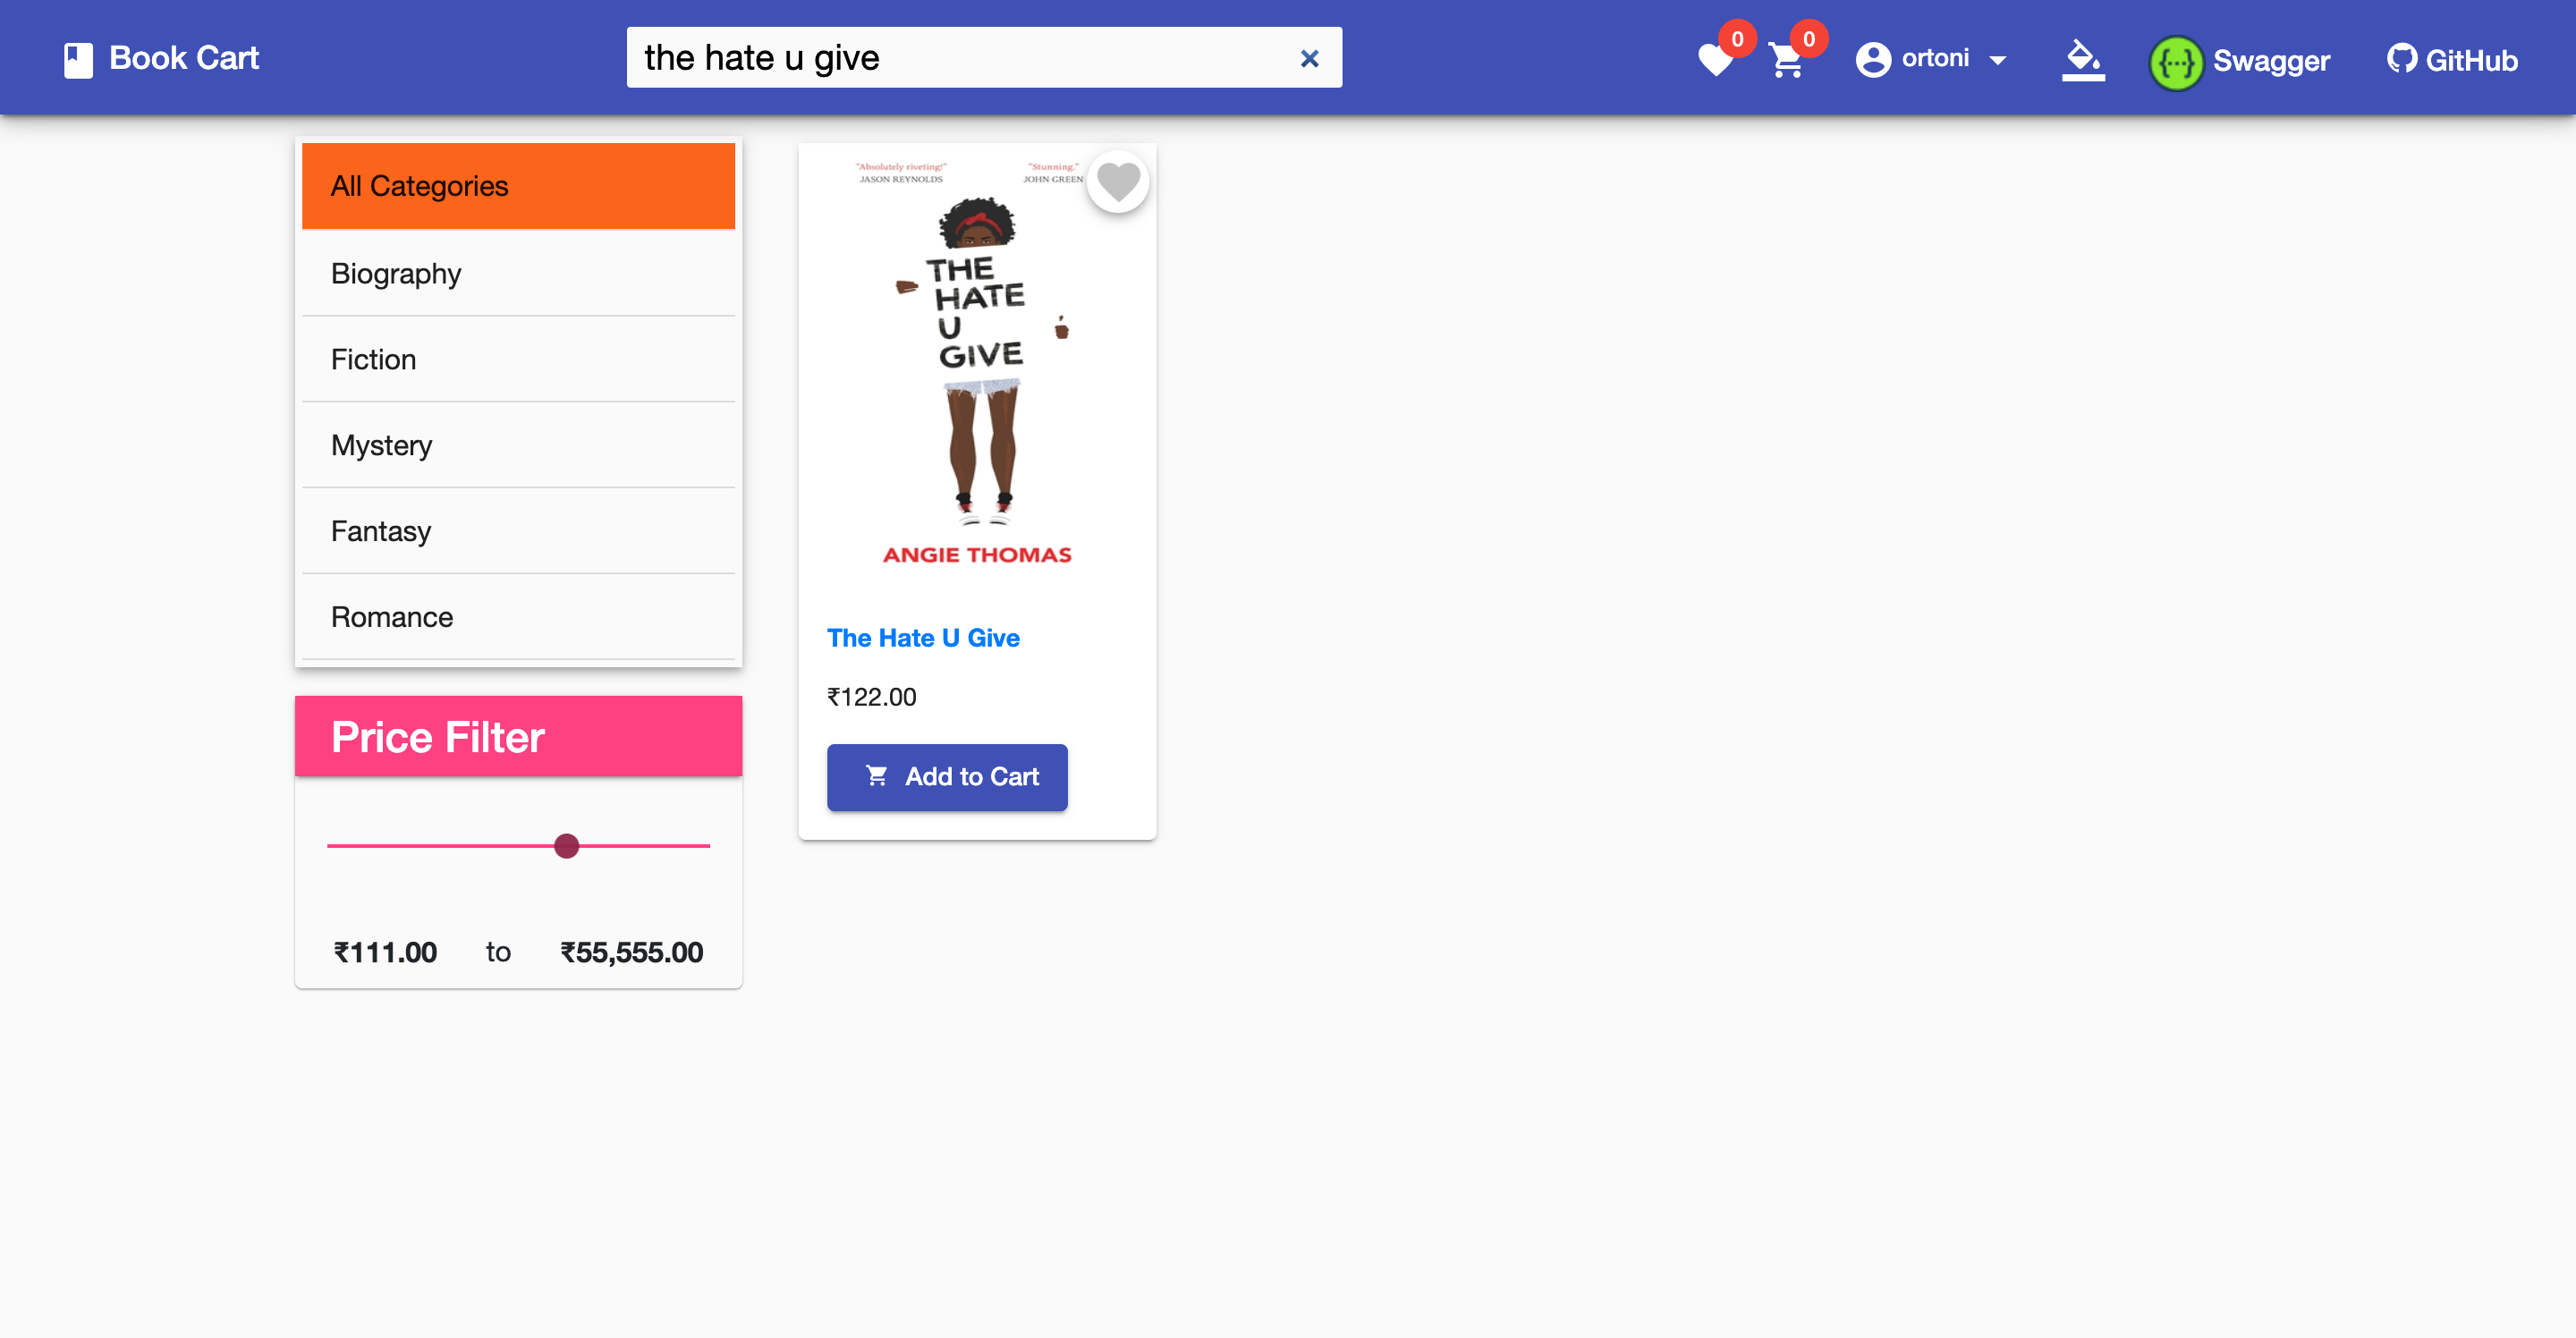 Book Cart
the hate u give
0
0
ortoni
Swagger
GitHub
All Categories
Biography
Fiction
Mystery
Fantasy
Romance
Price Filter
₹111.00 to ₹55,555.00
"Absolutely riveting!"
JASON REYNOLDS
"Stunning."
JOHN GREEN
THE
HATE
U
GIVE
ANGIE THOMAS
The Hate U Give
₹122.00
Add to Cart